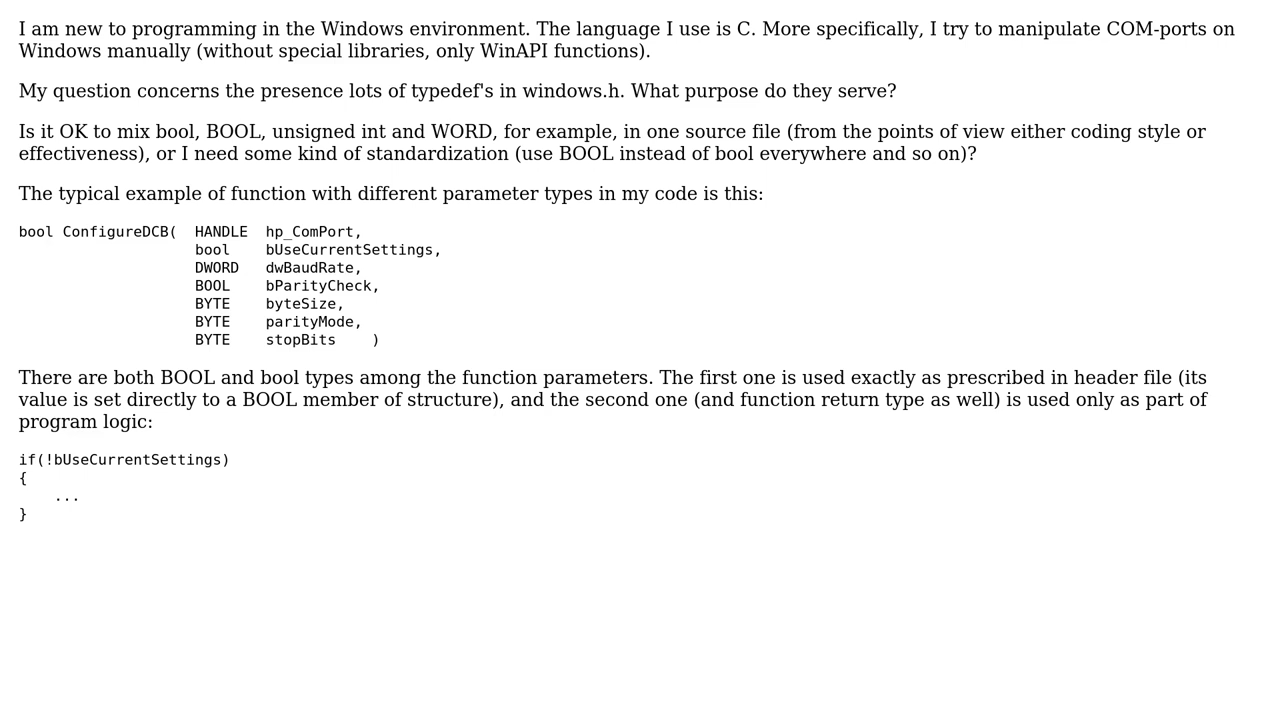 I am new to programming in the Windows environment. The language I use is C. More specifically, I try to manipulate COM-ports on
Windows manually (without special libraries, only WinAPI functions).
My question concerns the presence lots of typedef's in windows.h. What purpose do they serve?
Is it OK to mix bool, BOOL, unsigned int and WORD, for example, in one source file (from the points of view either coding style or
effectiveness), or I need some kind of standardization (use BOOL instead of bool everywhere and so on)?
The typical example of function with different parameter types in my code is this:
bool ConfigureDCB(  HANDLE  hp_ComPort,
                    bool    bUseCurrentSettings,
                    DWORD   dwBaudRate,
                    BOOL    bParityCheck,
                    BYTE    byteSize,
                    BYTE    parityMode,
                    BYTE    stopBits    )
There are both BOOL and bool types among the function parameters. The first one is used exactly as prescribed in header file (its
value is set directly to a BOOL member of structure), and the second one (and function return type as well) is used only as part of
program logic:
if(!bUseCurrentSettings)
{
    ...
}